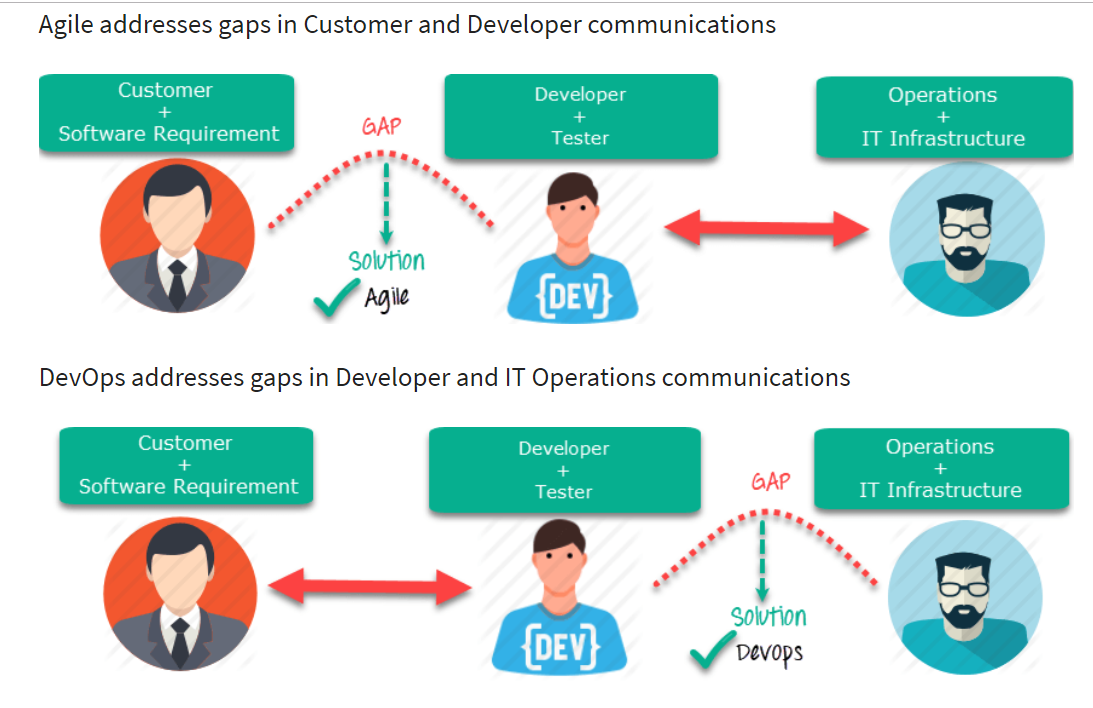 Agile addresses gaps in Customer and Developer communications
Customer
+
Software Requirement
GAP
Developer
+
Tester
Operations
+
IT Infrastructure
Solution
Agile
{DEV}
DevOps addresses gaps in Developer and IT Operations communications
Customer
+
Software Requirement
Developer
+
Tester
GAP
Operations
+
IT Infrastructure
{DEV}
Solution
Devops